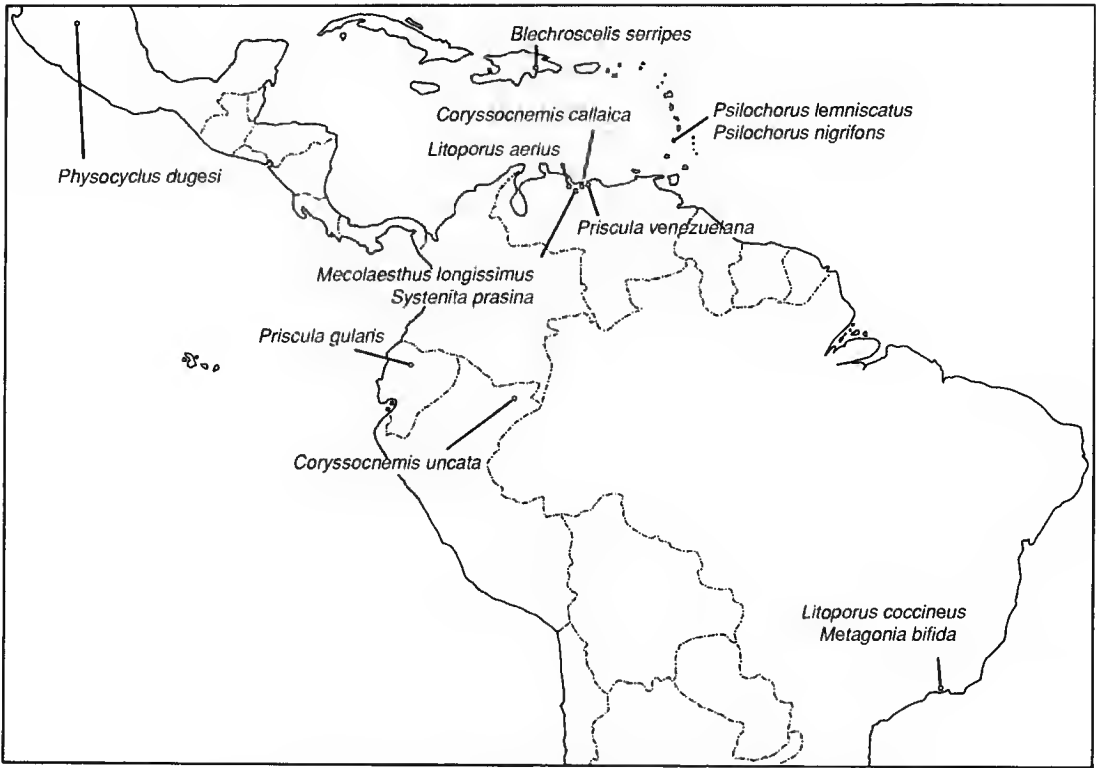 Blechroscelis serripes
Coryssocnemis callaica
Psilochorus lemniscatus
Psilochorus nigrifons
Litoporus aerius
Physocyclus dugesi
Priscula venezuelana
Mecolaesthus longissimus
Systenita prasina
Priscula gularis
Coryssocnemis uncata
Litoporus coccineus
Metagonia bifida